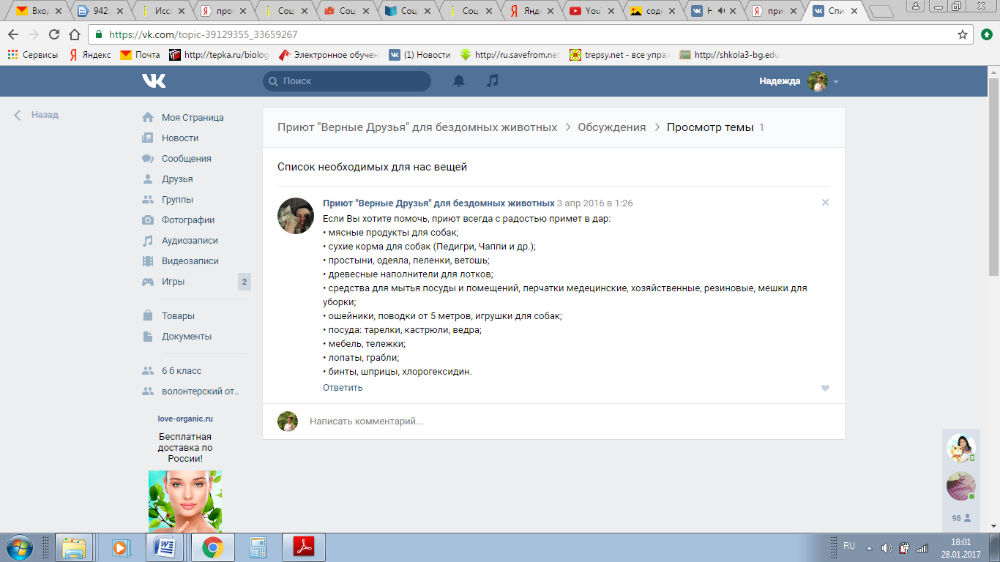 Вход
942.
Иссл
про
Соц
Соц
Соц
Соц
Янде
You
соде
Н
при
Спи
https://vk.com/topic-39129355_33659267
Сервисы
Яндекс
Почта
http://tepka.ru/biolog
Электронное обучен
(1) Новости
http://ru.savefrom.net
trepsy.net - все упра
http://shkola3-bg.edu
Поиск
Надежда
Назад
Моя Страница
Новости
Сообщения
Друзья
Группы
Фотографии
Аудиозаписи
Видеозаписи
Игры 2
Товары
Документы
6 б класс
волонтерский от..
love-organic.ru
Бесплатная
доставка по
России!
Приют "Верные Друзья" для бездомных животных > Обсуждения > Просмотр темы 1
Список необходимых для нас вещей
Приют "Верные Друзья" для бездомных животных 3 апр 2016 в 1:26
Если Вы хотите помочь, приют всегда с радостью примет в дар:
• мясные продукты для собак;
• сухие корма для собак (Педигри, Чаппи и др.);
• простыни, одеяла, пеленки, ветошь;
• древесные наполнители для лотков;
• средства для мытья посуды и помещений, перчатки медецинские, хозяйственные, резиновые, мешки для
уборки;
• ошейники, поводки от 5 метров, игрушки для собак;
• посуда: тарелки, кастрюли, ведра;
• мебель, тележки;
• лопаты, грабли;
• бинты, шприцы, хлорогексидин.
Ответить
Написать комментарий...
98
RU
18:01
28.01.2017